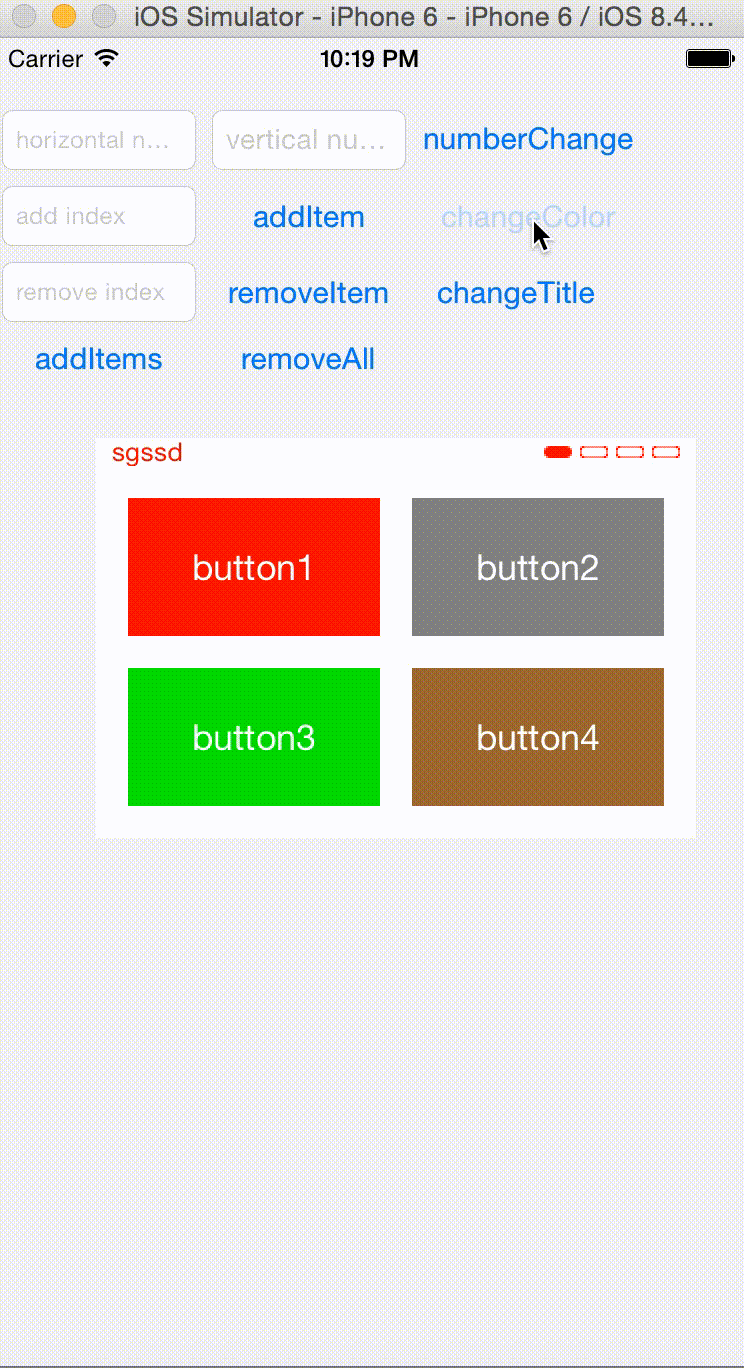 iOS Simulator - iPhone 6 - iPhone 6 / iOS 8.4...
Carrier 10:19 PM
horizontal n... vertical nu... numberChange
add index addItem changeColor
remove index removeItem changeTitle
addItems removeAll
sgssd
button1 button2
button3 button4